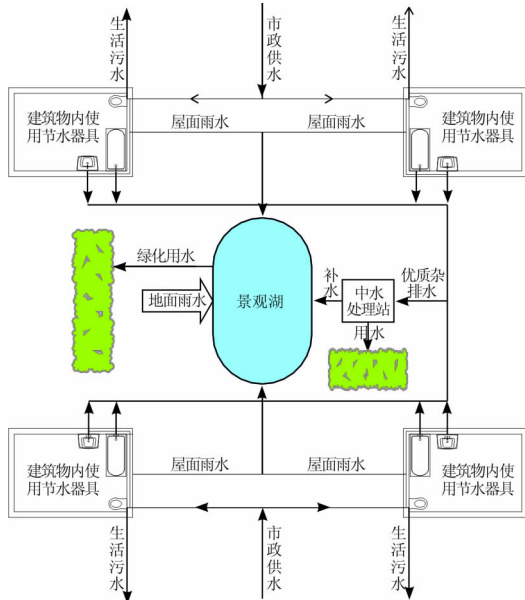 生活污水
市政供水
生活污水
建筑物内使
用节水器具
屋面雨水
屋面雨水
建筑物内使
用节水器具
绿化用水
地面雨水
景观湖
补水
中水
处理站
优质杂
排水
用水
建筑物内使
用节水器具
屋面雨水
屋面雨水
建筑物内使
用节水器具
生活污水
市政供水
生活污水